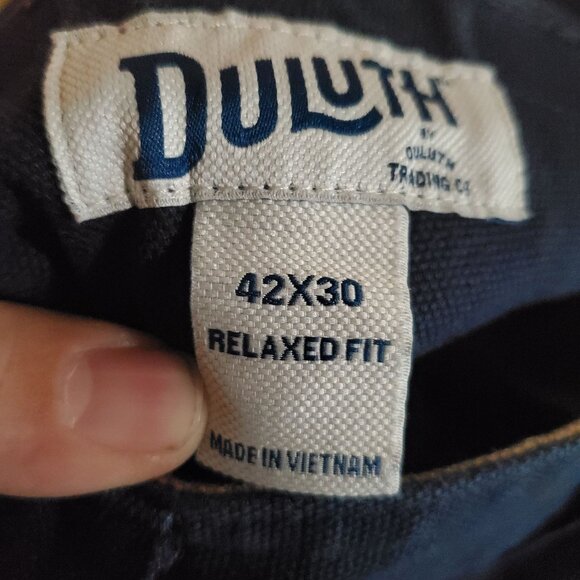 DULUTH
BY
DULUTH
TRADING CO
42X30
RELAXED FIT
MADE IN VIETNAM